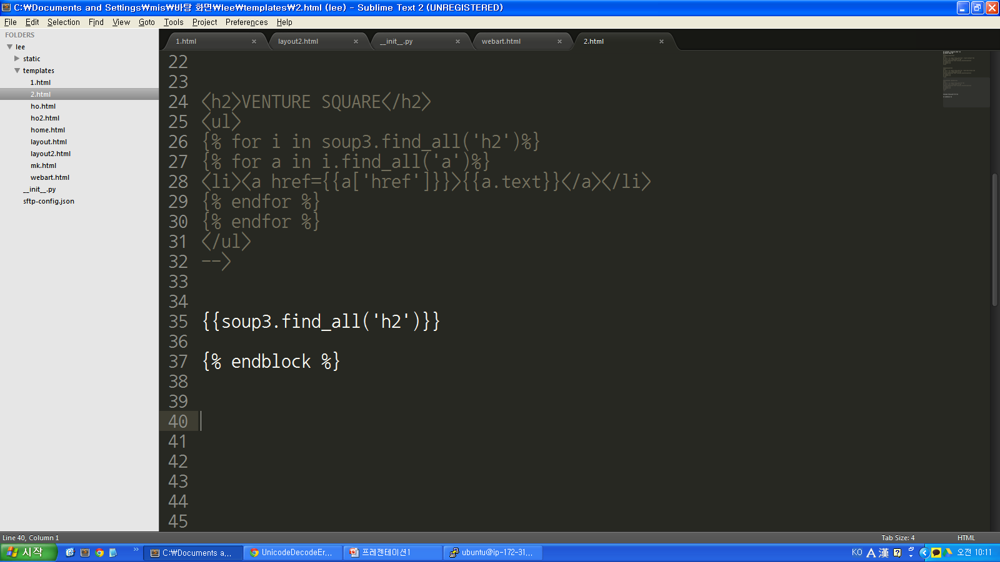 C:₩Documents and Settings₩mis₩바탕 화면₩lee₩templates₩2.html (lee) - Sublime Text 2 (UNREGISTERED)
File Edit Selection Find View Goto Tools Project Preferences Help
FOLDERS
lee
static
templates
1.html
2.html
ho.html
ho2.html
home.html
layout.html
layout2.html
mk.html
webart.html
__init__.py
sftp-config.json
1.html × layout2.html × __init__.py × webart.html × 2.html ×
22
23
24 <h2>VENTURE SQUARE</h2>
25 <ul>
26 {% for i in soup3.find_all('h2')%}
27 {% for a in i.find_all('a')%}
28 <li><a href={{a['href']}}>{{a.text}}</a></li>
29 {% endfor %}
30 {% endfor %}
31 </ul>
32 -->
33
34
35 {{soup3.find_all('h2')}}
36
37 {% endblock %}
38
39
40
41
42
43
44
45
Line 40, Column 1 Tab Size: 4 HTML
시작 » C:₩Documents a... UnicodeDecodeEr... 프레젠테이션1 ubuntu@ip-172-31... KO A 漢 오전 10:11